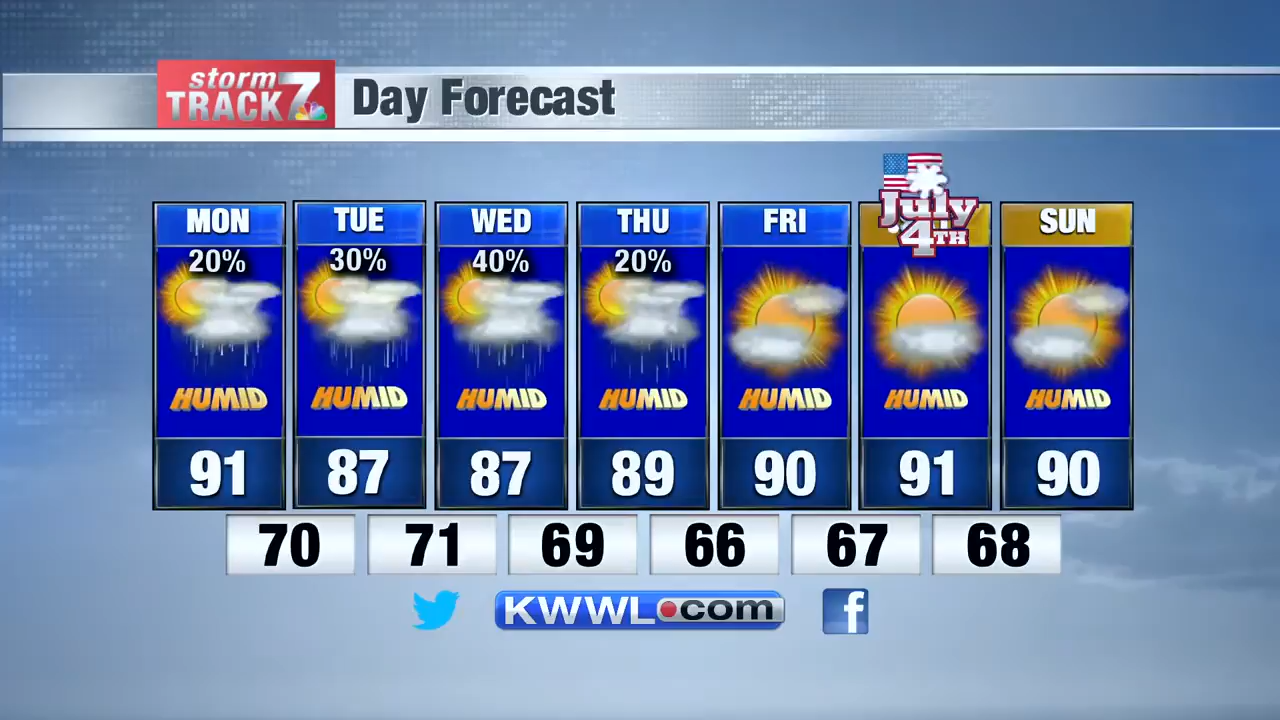 storm
TRACK 7 Day Forecast
MON TUE WED THU FRI July 4TH SUN
20% 30% 40% 20%
HUMID HUMID HUMID HUMID HUMID HUMID HUMID
91 87 87 89 90 91 90
70 71 69 66 67 68
KWWL.com f